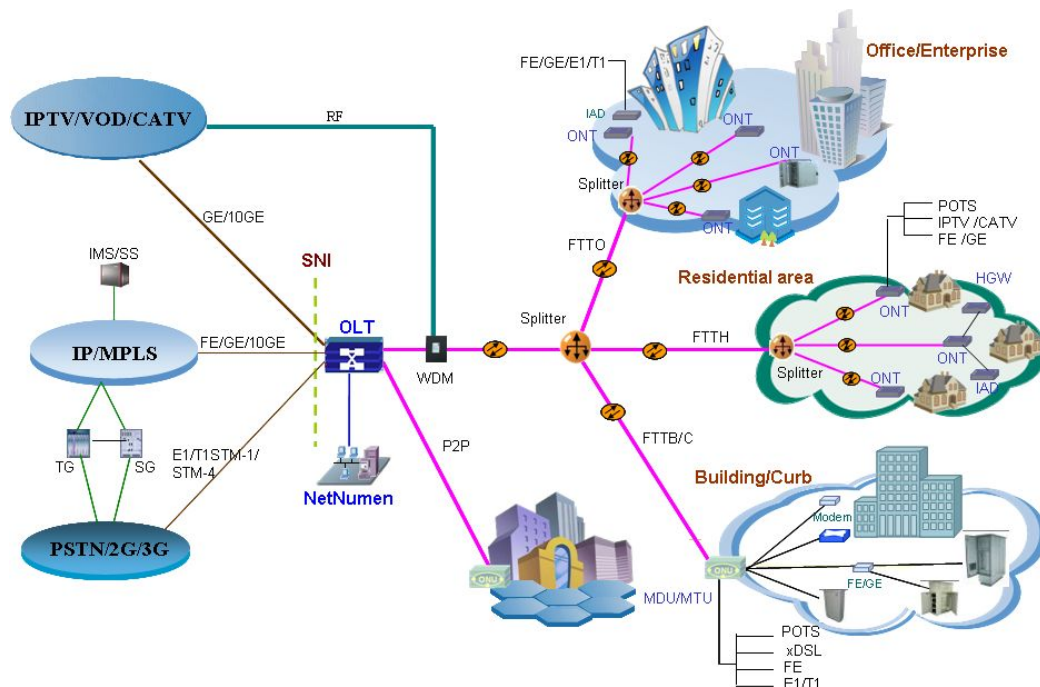 Office/Enterprise
FE/GE/E1/T1
IAD
ONT
ONT
ONT
ONT
Splitter
FTTO
IPTV/VOD/CATV
RF
GE/10GE
SNI
IMS/SS
IP/MPLS
FE/GE/10GE
OLT
WDM
Splitter
FTTH
POTS
IPTV /CATV
FE /GE
Residential area
HGW
ONT
ONT
ONT
IAD
Splitter
TG
SG
E1/T1STM-1/
STM-4
NetNumen
P2P
FTTB/C
PSTN/2G/3G
ONU
Building/Curb
Modem
FE/GE
ONU
MDU/MTU
POTS
xDSL
FE
E1/T1